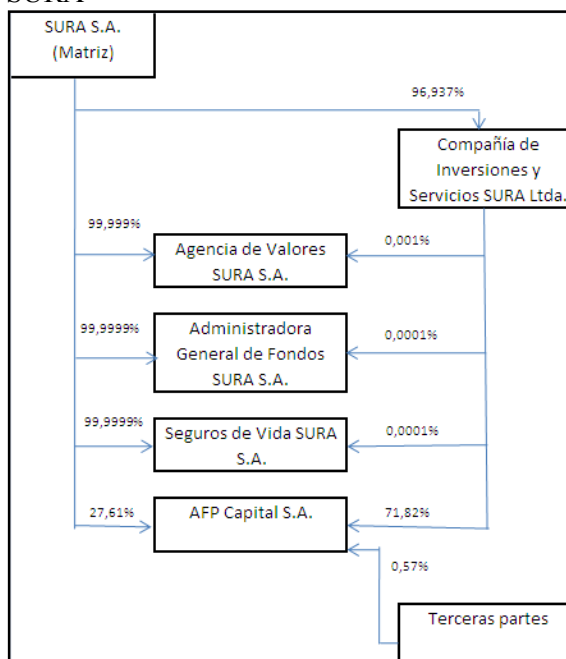 SURA
SURA S.A.
(Matriz)
96,937%
Compañía de
Inversiones y
Servicios SURA Ltda.
99,999%
Agencia de Valores
SURA S.A.
0,001%
99,9999%
Administradora
General de Fondos
SURA S.A.
0,0001%
99,9999%
Seguros de Vida SURA
S.A.
0,0001%
27,61%
AFP Capital S.A.
71,82%
0,57%
Terceras partes